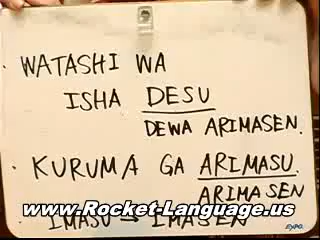 · WATASHI WA
ISHA DESU
DEWA ARIMASEN.
· KURUMA GA ARIMASU.
ARIMASEN
· IMASU → IMASEN
www.Rocket-Language.us
EXPO.